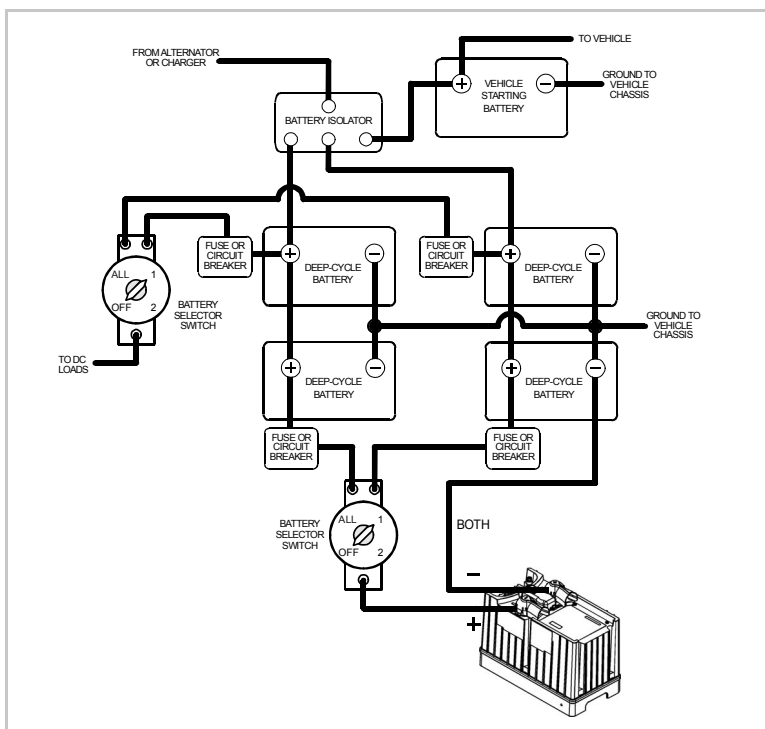 TO VEHICLE
FROM ALTERNATOR
OR CHARGER
VEHICLE
STARTING
BATTERY
+
−
GROUND TO
VEHICLE
CHASSIS
BATTERY ISOLATOR
FUSE OR
CIRCUIT
BREAKER
+
−
DEEP-CYCLE
BATTERY
FUSE OR
CIRCUIT
BREAKER
+
−
DEEP-CYCLE
BATTERY
ALL 1
OFF 2
BATTERY
SELECTOR
SWITCH
GROUND TO
VEHICLE
CHASSIS
TO DC
LOADS
+
−
DEEP-CYCLE
BATTERY
+
−
DEEP-CYCLE
BATTERY
FUSE OR
CIRCUIT
BREAKER
FUSE OR
CIRCUIT
BREAKER
BATTERY
SELECTOR
SWITCH
ALL 1
OFF 2
BOTH
−
+